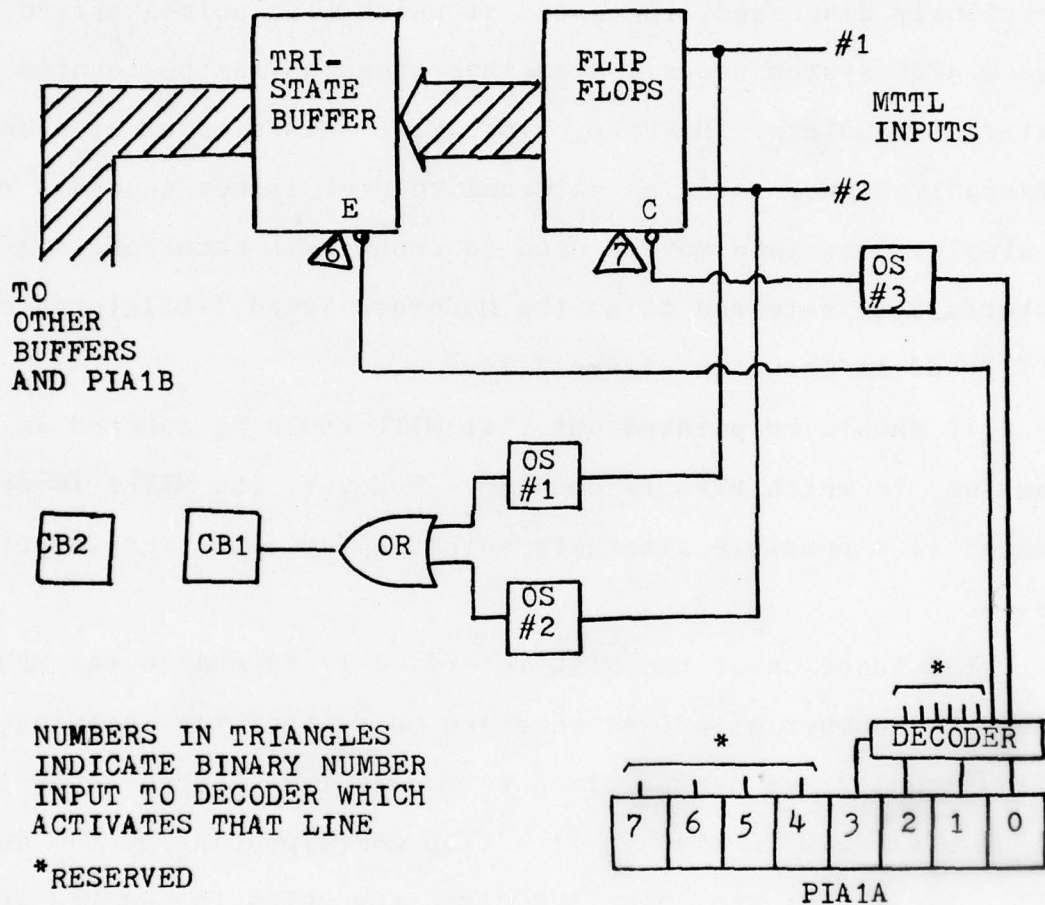 TRI-
STATE
BUFFER
E
6
FLIP
FLOPS
C
7
#1
MTTL
INPUTS
#2
OS
#3
TO
OTHER
BUFFERS
AND PIA1B
OS
#1
CB2
CB1
OR
OS
#2
*
DECODER
*
7 6 5 4 3 2 1 0
PIA1A
NUMBERS IN TRIANGLES
INDICATE BINARY NUMBER
INPUT TO DECODER WHICH
ACTIVATES THAT LINE
*RESERVED